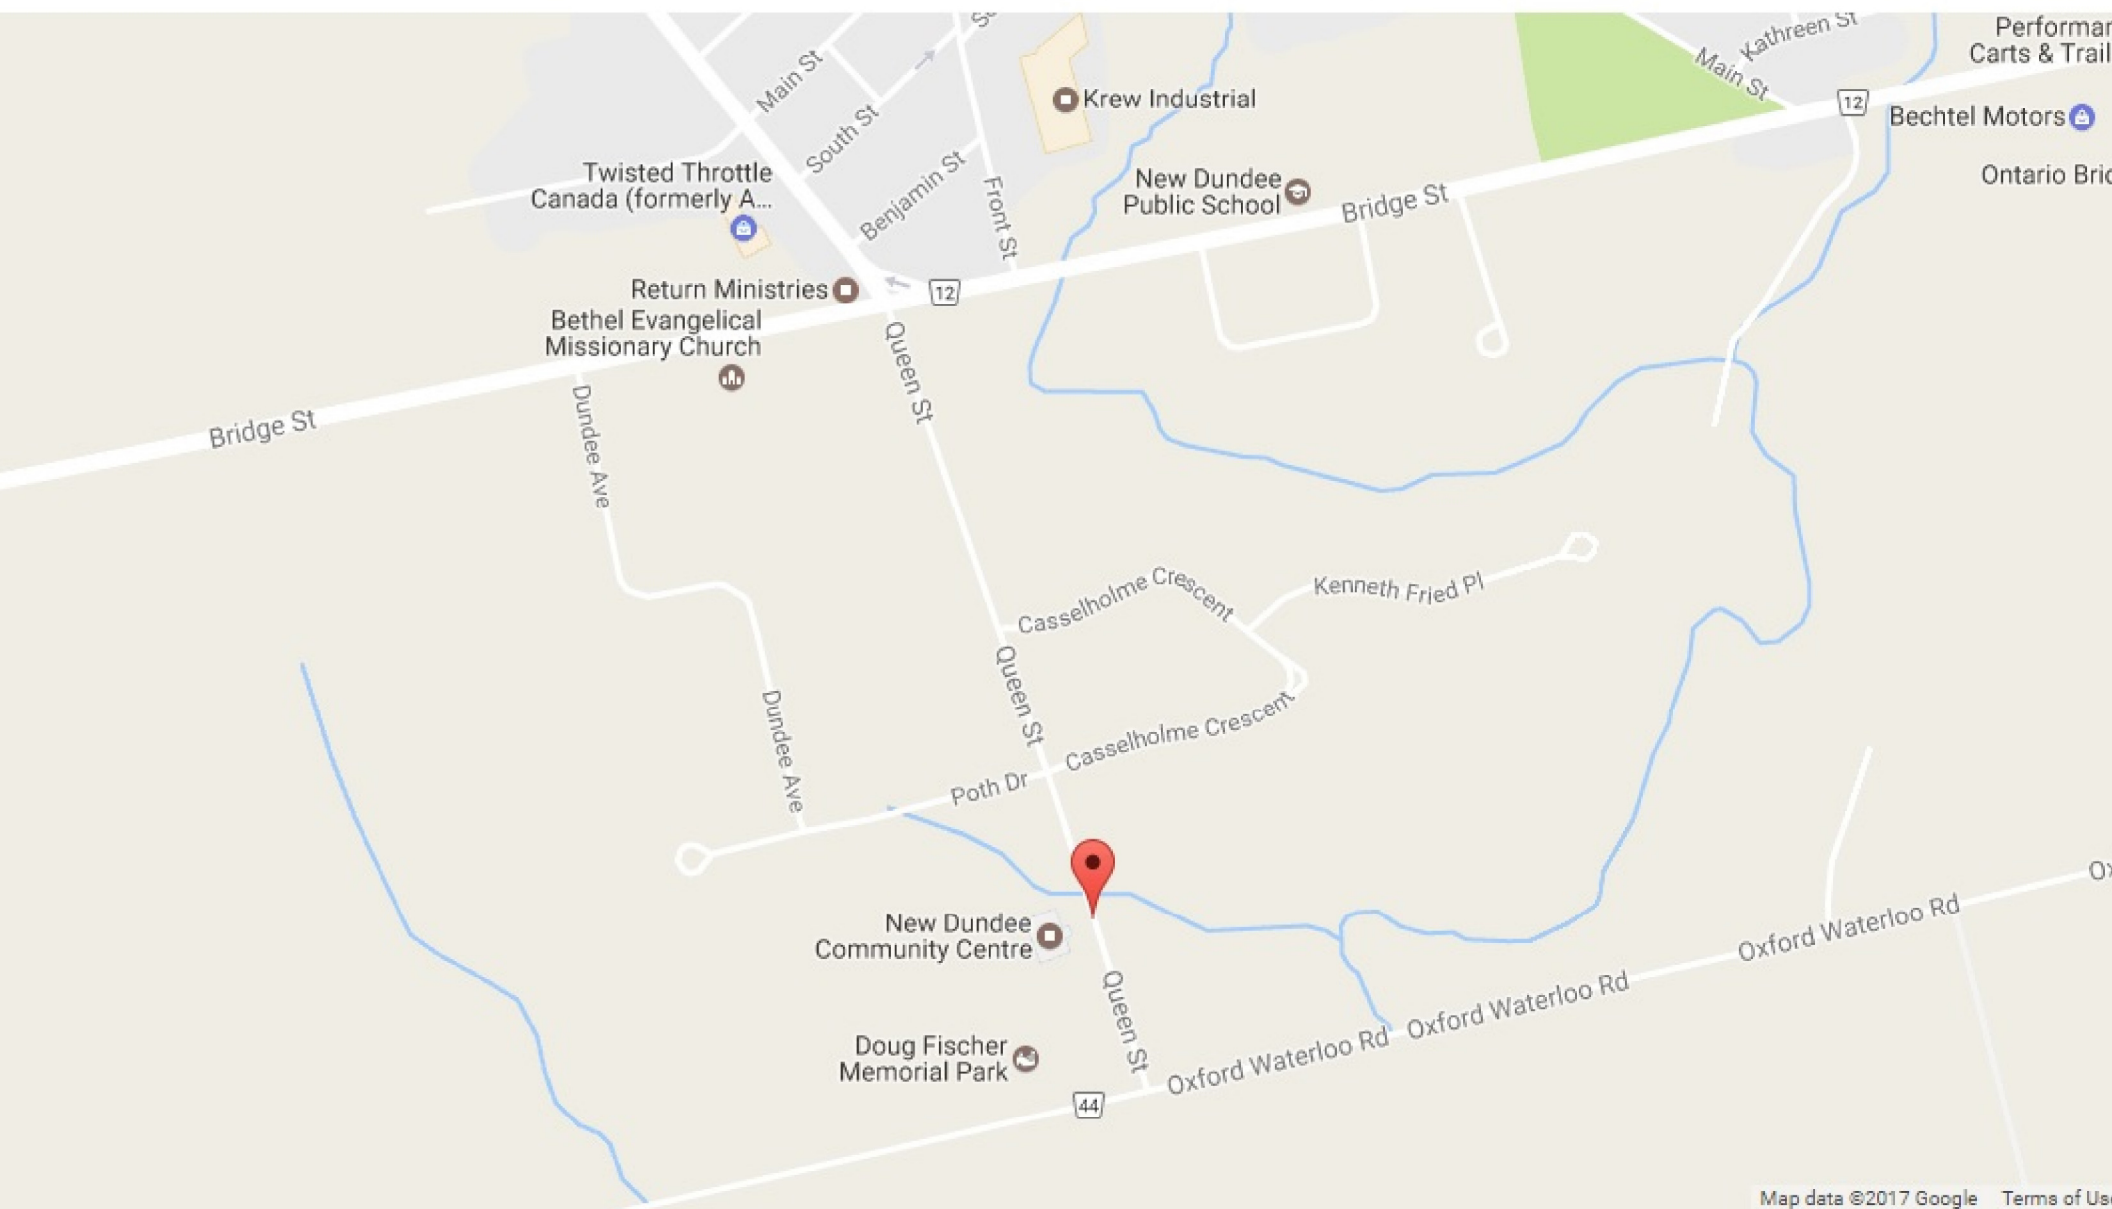 Kathreen St
Performar
Carts & Trail
Main St
Main St
12
Krew Industrial
Bechtel Motors
South St
Twisted Throttle
Canada (formerly A...
New Dundee
Public School
Ontario Bric
Benjamin St
Front St
Bridge St
Return Ministries
12
Bethel Evangelical
Missionary Church
Queen St
Bridge St
Dundee Ave
Casselholme Crescent
Kenneth Fried Pl
Queen St
Dundee Ave
Casselholme Crescent
Poth Dr
New Dundee
Community Centre
Oxford Waterloo Rd
Queen St
Oxford Waterloo Rd
Doug Fischer
Memorial Park
Oxford Waterloo Rd
44
Map data ©2017 Google
Terms of Use